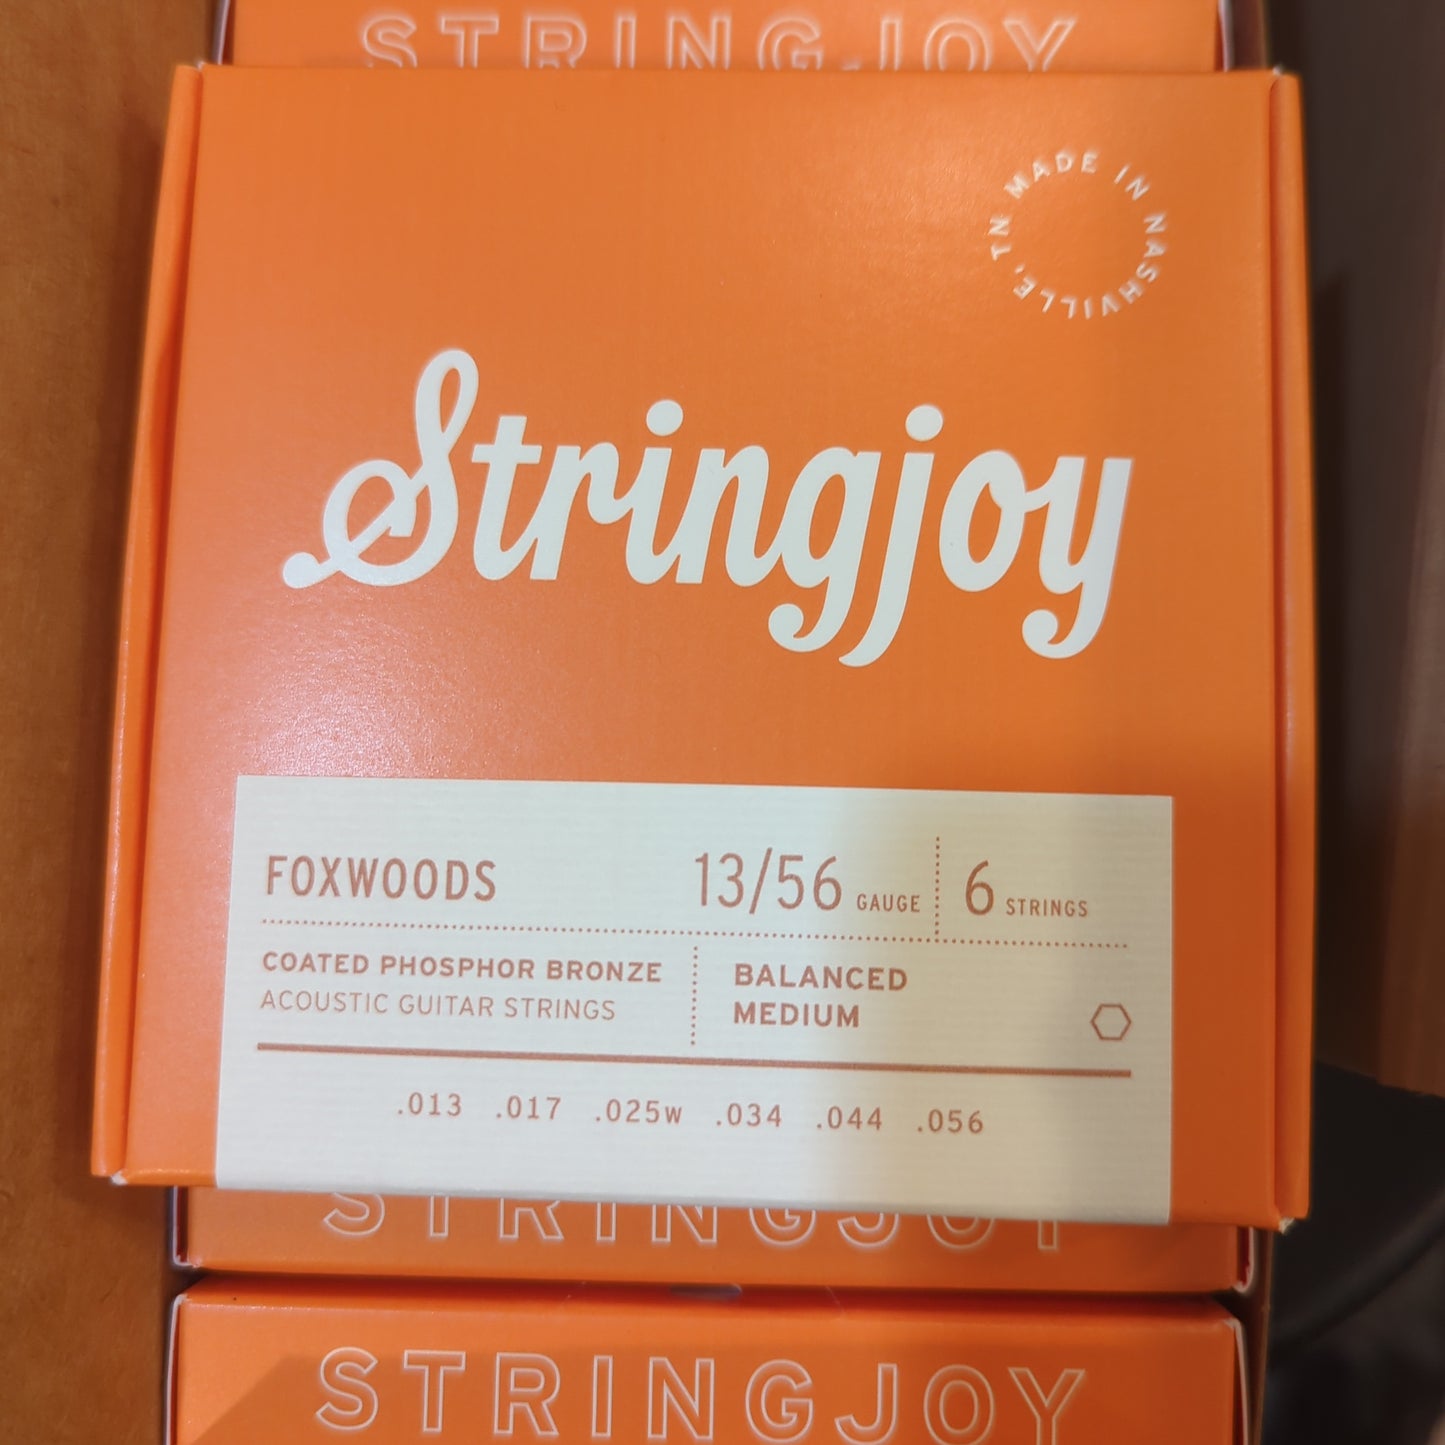 STRINGJOY
MADE IN NASHVILLE, TN
Stringjoy
FOXWOODS
13/56 GAUGE
6 STRINGS
COATED PHOSPHOR BRONZE
ACOUSTIC GUITAR STRINGS
BALANCED
MEDIUM
.013 .017 .025w .034 .044 .056
STRINGJOY
STRINGJOY